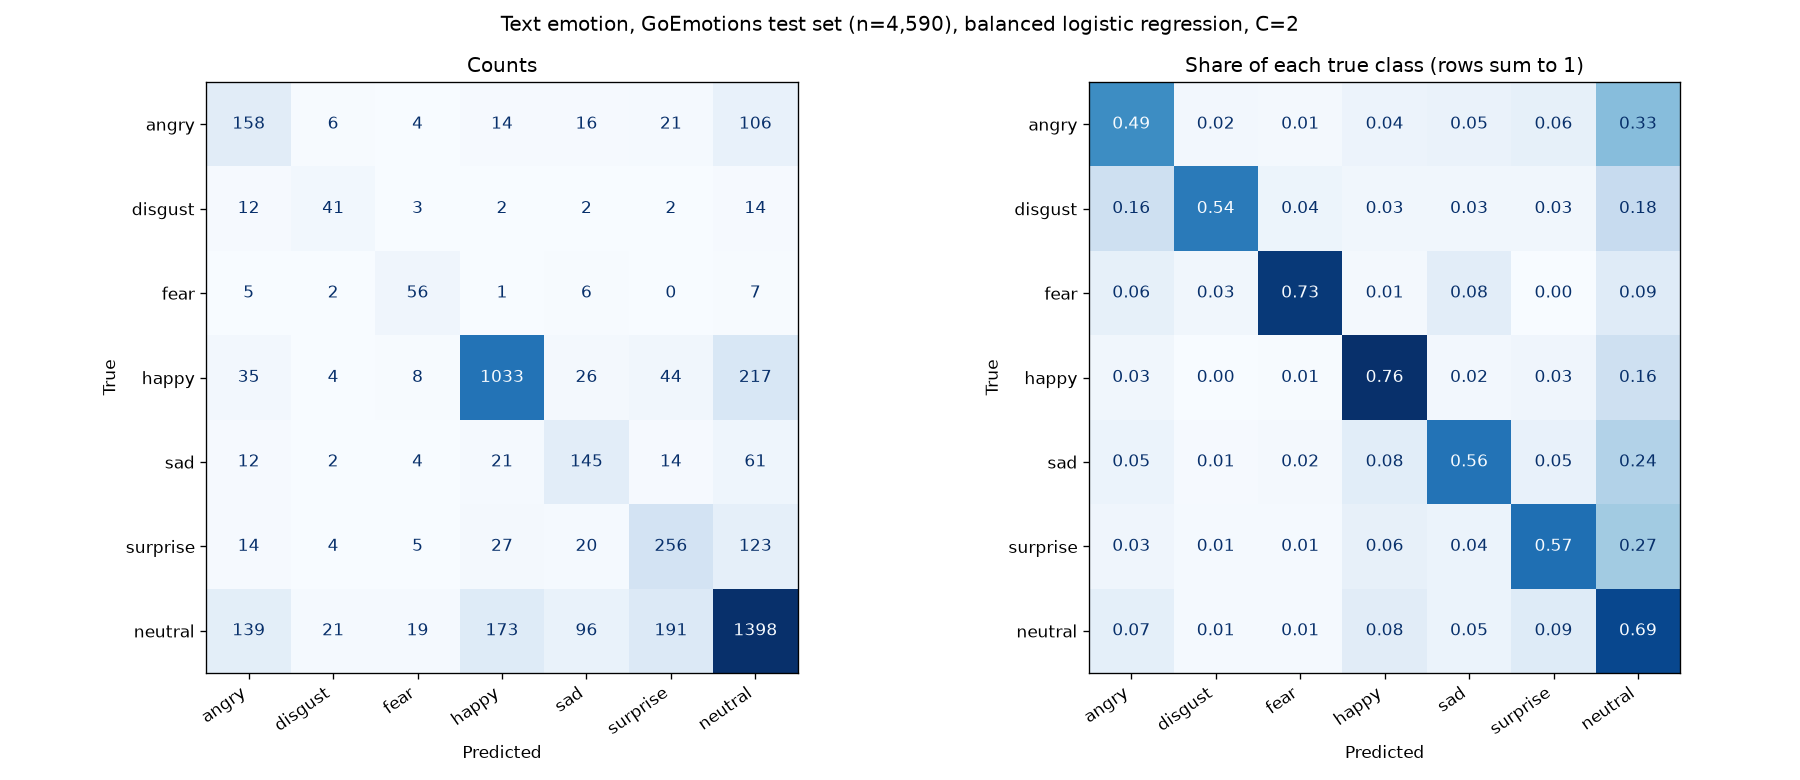 Text emotion, GoEmotions test set (n=4,590), balanced logistic regression, C=2
Counts
True
angry 158 6 4 14 16 21 106
disgust 12 41 3 2 2 2 14
fear 5 2 56 1 6 0 7
happy 35 4 8 1033 26 44 217
sad 12 2 4 21 145 14 61
surprise 14 4 5 27 20 256 123
neutral 139 21 19 173 96 191 1398
angry disgust fear happy sad surprise neutral
Predicted
Share of each true class (rows sum to 1)
True
angry 0.49 0.02 0.01 0.04 0.05 0.06 0.33
disgust 0.16 0.54 0.04 0.03 0.03 0.03 0.18
fear 0.06 0.03 0.73 0.01 0.08 0.00 0.09
happy 0.03 0.00 0.01 0.76 0.02 0.03 0.16
sad 0.05 0.01 0.02 0.08 0.56 0.05 0.24
surprise 0.03 0.01 0.01 0.06 0.04 0.57 0.27
neutral 0.07 0.01 0.01 0.08 0.05 0.09 0.69
angry disgust fear happy sad surprise neutral
Predicted